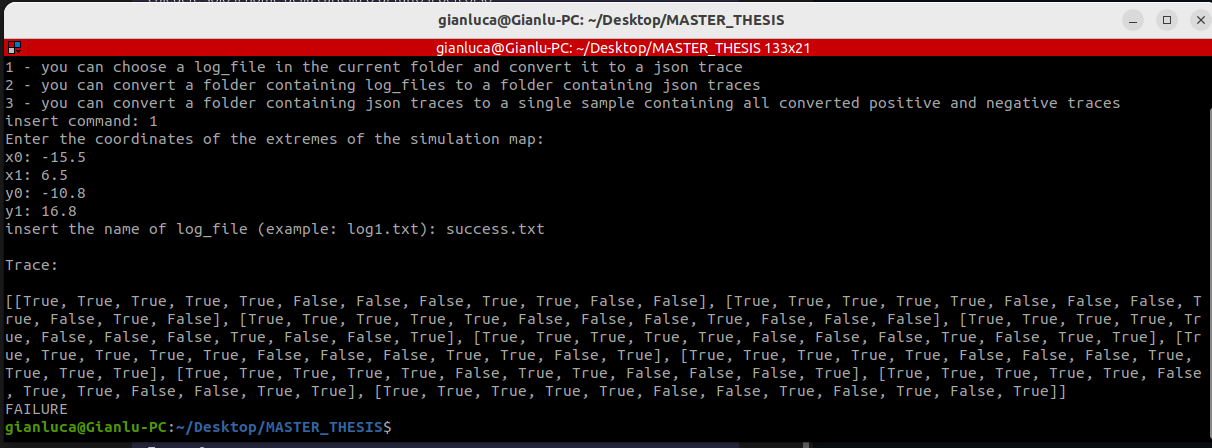 gianluca@Gianlu-PC: ~/Desktop/MASTER_THESIS
gianluca@Gianlu-PC: ~/Desktop/MASTER_THESIS 133x21
1 - you can choose a log_file in the current folder and convert it to a json trace
2 - you can convert a folder containing log_files to a folder containing json traces
3 - you can convert a folder containing json traces to a single sample containing all converted positive and negative traces
insert command: 1
Enter the coordinates of the extremes of the simulation map:
x0: -15.5
x1: 6.5
y0: -10.8
y1: 16.8
insert the name of log_file (example: log1.txt): success.txt
Trace:
[[True, True, True, True, True, False, False, False, True, True, False, False], [True, True, True, True, True, False, False, False, T
rue, False, True, False], [True, True, True, True, True, False, False, False, True, False, False, False], [True, True, True, True, Tr
ue, False, False, False, True, False, False, True], [True, True, True, True, True, False, False, False, True, False, True, True], [Tr
ue, True, True, True, True, False, False, False, True, True, False, True], [True, True, True, True, True, False, False, False, True,
True, True, True], [True, True, True, True, False, True, True, False, False, False, False, True], [True, True, True, True, True, False
, True, True, False, False, True, True], [True, True, True, True, True, False, False, True, False, True, False, True]]
FAILURE
gianluca@Gianlu-PC:~/Desktop/MASTER_THESIS$